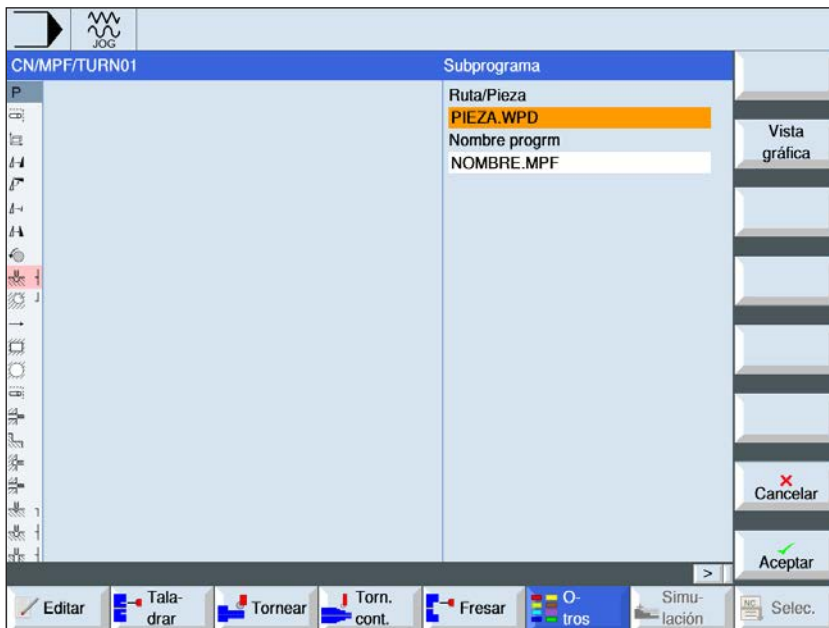 JOG
CN/MPF/TURN01
Subprograma
P
Ruta/Pieza
PIEZA.WPD
Nombre progrm
NOMBRE.MPF
Vista
gráfica
Cancelar
Aceptar
>
Editar
Tala-
drar
Tornear
Torn.
cont.
Fresar
O-
tros
Simu-
lación
NC
Selec.